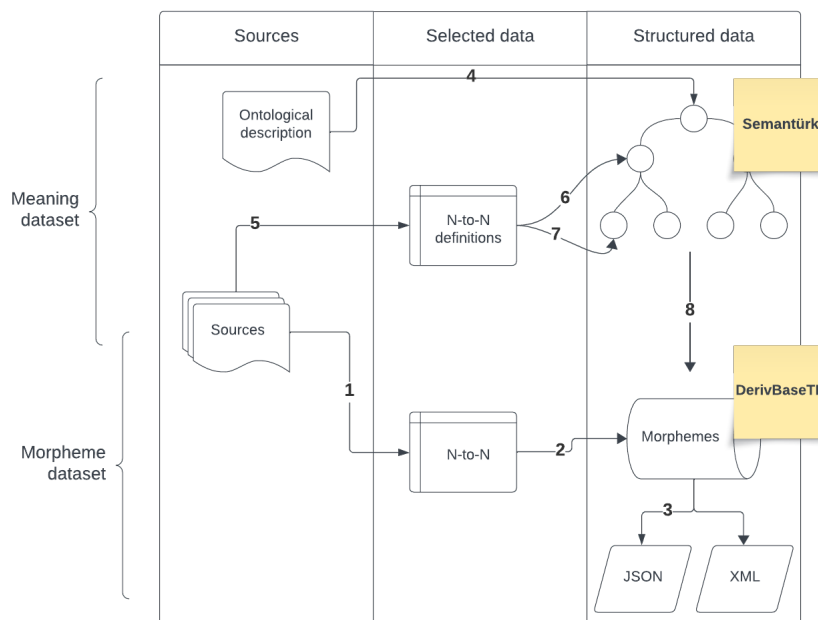 Sources
Selected data
Structured data
4
Ontological
description
Semantürk
Meaning
dataset
6
5
N-to-N
definitions
7
8
Sources
1
DerivBaseT
Morpheme
dataset
N-to-N
2
Morphemes
3
JSON
XML